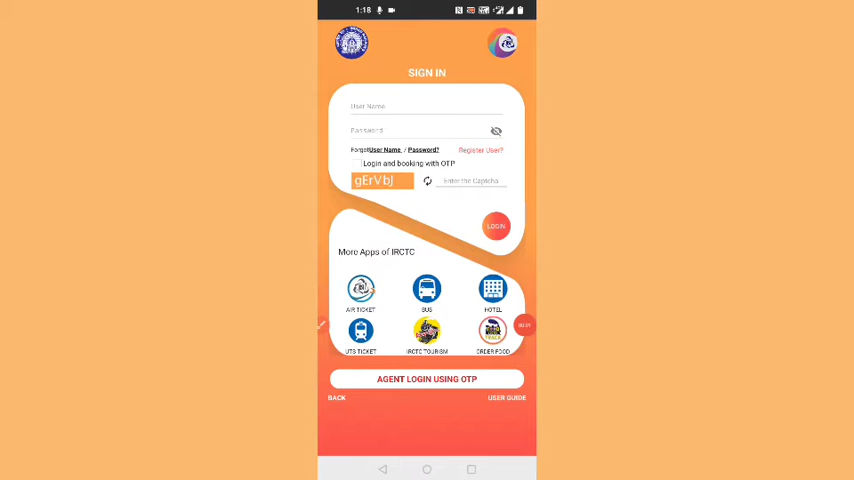 1:18
SIGN IN
User Name
Password
Forgot User Name / Password? Register User?
Login and booking with OTP
gErVbJ Enter the Captcha
LOGIN
More Apps of IRCTC
AIR TICKET BUS HOTEL
UTS TICKET IRCTC TOURISM ORDER FOOD
AGENT LOGIN USING OTP
BACK USER GUIDE